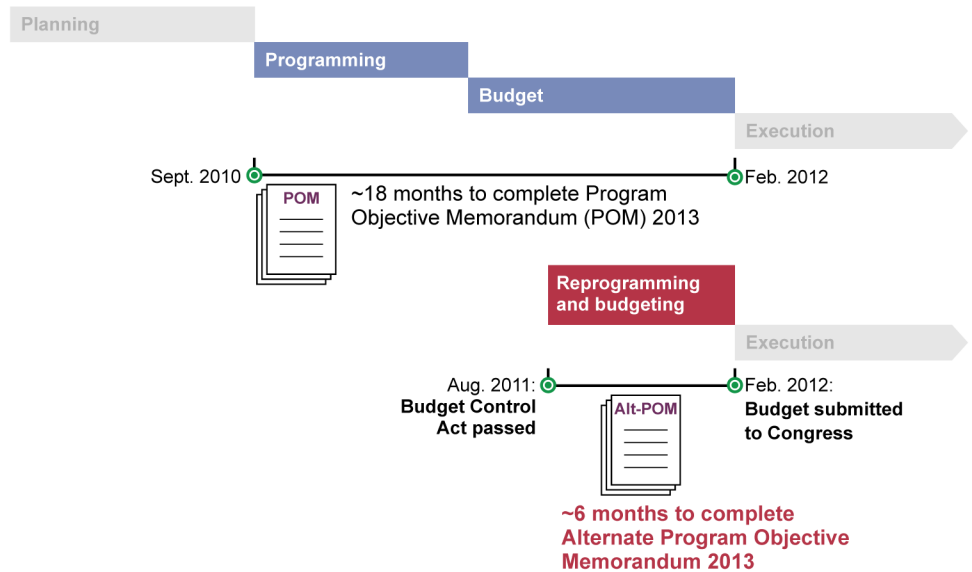 Planning
Programming
Budget
Execution
Sept. 2010
Feb. 2012
POM
~18 months to complete Program
Objective Memorandum (POM) 2013
Reprogramming
and budgeting
Execution
Aug. 2011:
Budget Control
Act passed
Feb. 2012:
Budget submitted
to Congress
Alt-POM
~6 months to complete
Alternate Program Objective
Memorandum 2013